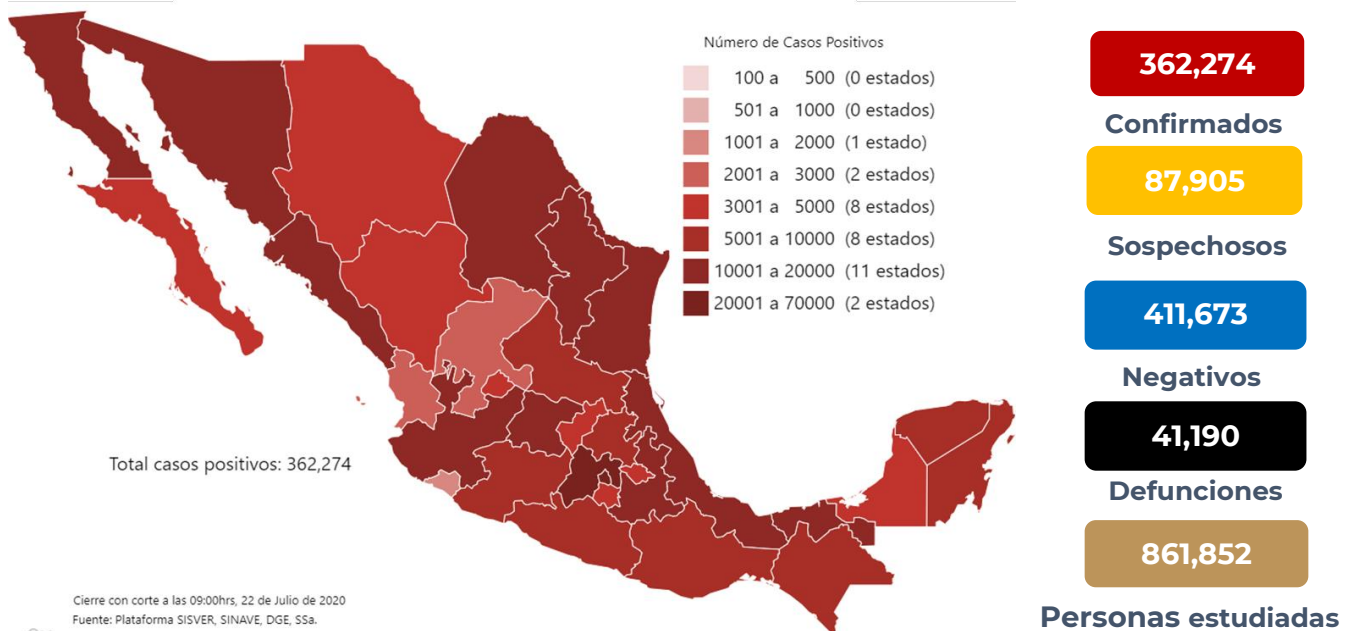 Número de Casos Positivos
100 a 500 (0 estados)
501 a 1000 (0 estados)
1001 a 2000 (1 estado)
2001 a 3000 (2 estados)
3001 a 5000 (8 estados)
5001 a 10000 (8 estados)
10001 a 20000 (11 estados)
20001 a 70000 (2 estados)
Total casos positivos: 362,274
Cierre con corte a las 09:00hrs, 22 de Julio de 2020
Fuente: Plataforma SISVER, SINAVE, DGE, SSa.
362,274
Confirmados
87,905
Sospechosos
411,673
Negativos
41,190
Defunciones
861,852
Personas estudiadas